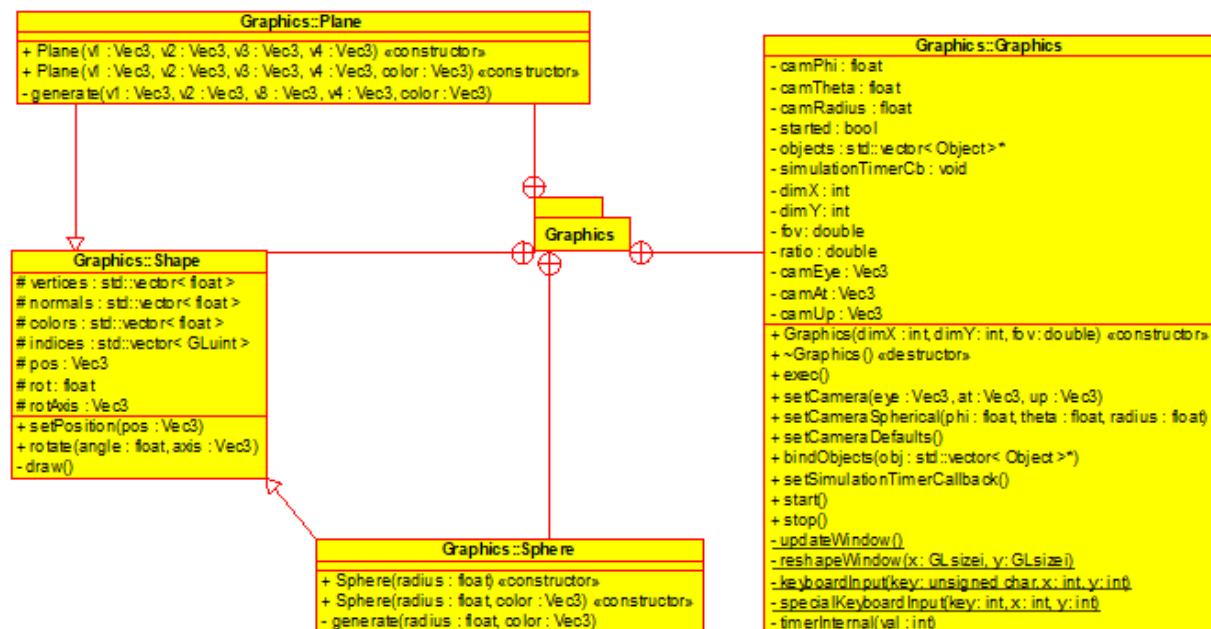 Graphics::Plane
+ Plane(v1 : Vec3, v2 : Vec3, v3 : Vec3, v4 : Vec3) «constructor»
+ Plane(v1 : Vec3, v2 : Vec3, v3 : Vec3, v4 : Vec3, color : Vec3) «constructor»
- generate(v1 : Vec3, v2 : Vec3, v3 : Vec3, v4 : Vec3, color : Vec3)
Graphics::Graphics
- camPhi : float
- camTheta : float
- camRadius : float
- started : bool
- objects : std::vector< Object >*
- simulationTimerCb : void
- dimX : int
- dimY : int
- fov : double
- ratio : double
- camEye : Vec3
- camAt : Vec3
- camUp : Vec3
+ Graphics(dimX : int, dimY : int, fov : double) «constructor»
+ ~Graphics() «destructor»
+ exec()
+ setCamera(eye : Vec3, at : Vec3, up : Vec3)
+ setCameraSpherical(phi : float, theta : float, radius : float)
+ setCameraDefaults()
+ bindObjects(obj : std::vector< Object >*)
+ setSimulationTimerCallback()
+ start()
+ stop()
- updateWindow()
- reshapeWindow(x : GLsizei, y : GLsizei)
- keyboardInput(key : unsigned char, x : int, y : int)
- specialKeyboardInput(key : int, x : int, y : int)
- timerInternal(val : int)
Graphics
Graphics::Shape
# vertices : std::vector< float >
# normals : std::vector< float >
# colors : std::vector< float >
# indices : std::vector< GLuint >
# pos : Vec3
# rot : float
# rotAxis : Vec3
+ setPosition(pos : Vec3)
+ rotate(angle : float, axis : Vec3)
- draw()
Graphics::Sphere
+ Sphere(radius : float) «constructor»
+ Sphere(radius : float, color : Vec3) «constructor»
- generate(radius : float, color : Vec3)